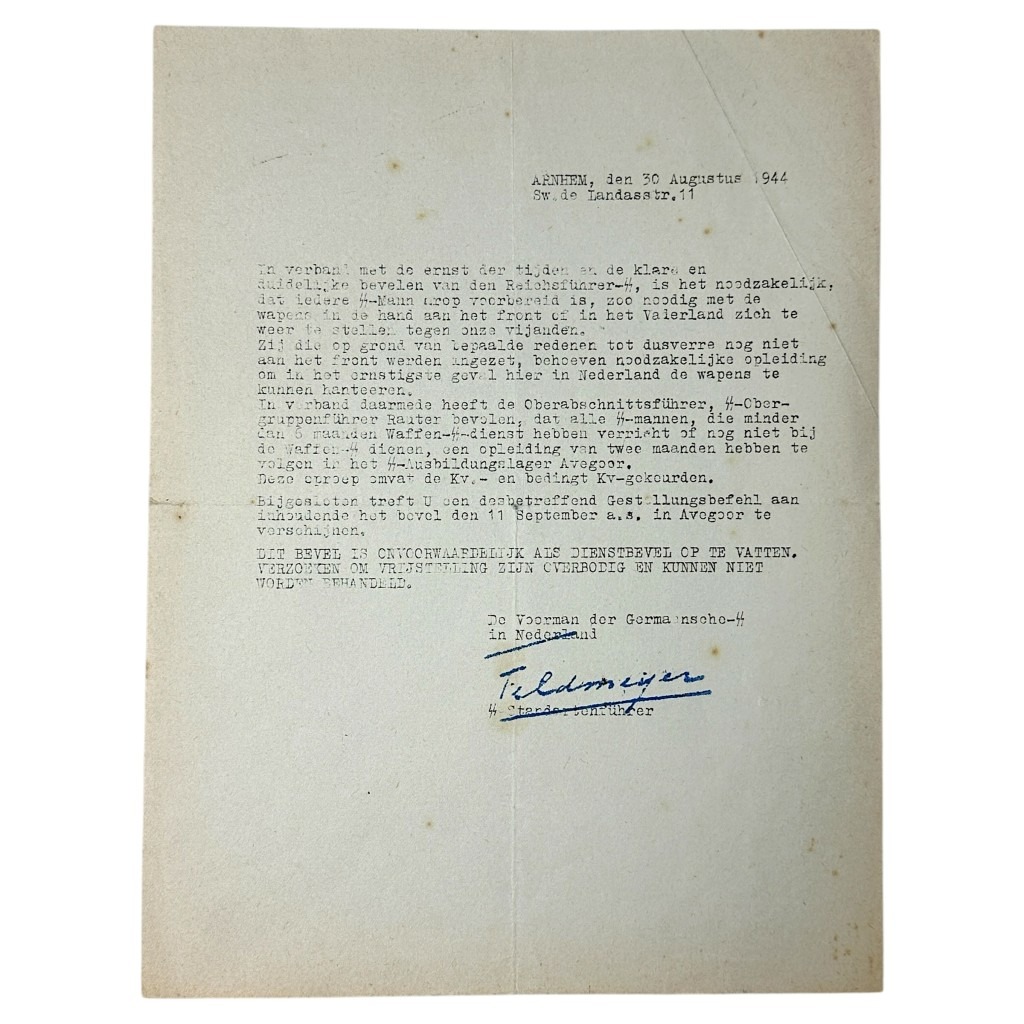 ARNHEM, den 30 Augustus 1944
Sw.de Landasstr.11
In verband met de ernst der tijden en de klare en
duidelijke bevelen van den Reichsführer-ᛋᛋ, is het noodzakelijk,
dat iedere ᛋᛋ-Mann erop voorbereid is, zoo noodig met de
wapens in de hand aan het front of in het Vaderland zich te
weer te stellen tegen onze vijanden.
Zij die op grond van bepaalde redenen tot dusverre nog niet
aan het front werden ingezet, behoeven noodzakelijke opleiding
om in het ernstigste geval hier in Nederland de wapens te
kunnen hanteeren.
In verband daarmede heeft de Oberabschnittsführer, ᛋᛋ-Ober-
gruppenführer Rauter bevolen, dat alle ᛋᛋ-mannen, die minder
dan 6 maanden Waffen-ᛋᛋ-dienst hebben verricht of nog niet bij
de Waffen-ᛋᛋ dienen, een opleiding van twee maanden hebben te
volgen in het ᛋᛋ-Ausbildungslager Avegoor.
Deze oproep omvat de Kv.- en bedingt Kv-gekeurden.
Bijgesloten treft U een desbetreffend Gestellungsbefehl aan
inhoudende het bevel den 11 September a.s. in Avegoor te
verschijnen.
DIT BEVEL IS ONVOORWAARDELIJK ALS DIENSTBEVEL OP TE VATTEN.
VERZOEKEN OM VRIJSTELLING ZIJN OVERBODIG EN KUNNEN NIET
WORDEN BEHANDELD.
De Voorman der Germaansche-ᛋᛋ
in Nederland
Feldmeijer
ᛋᛋ-Standartenführer